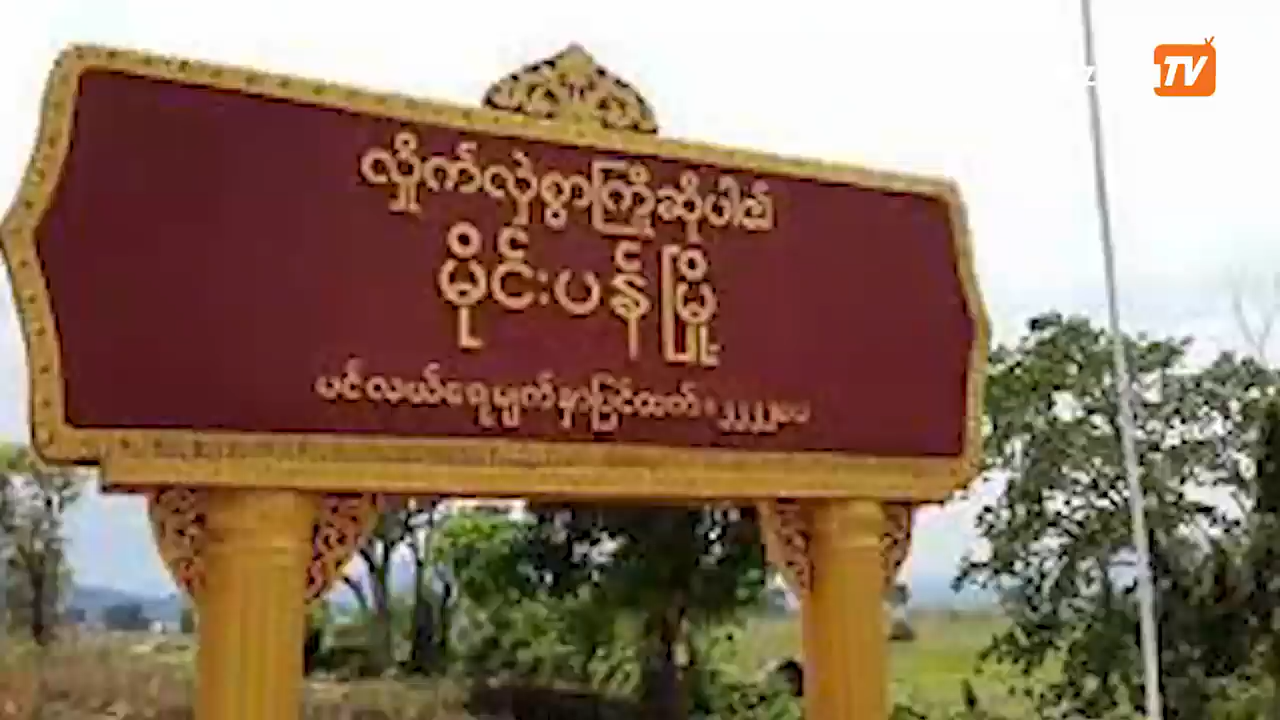 လှိုက်လှဲစွာကြိုဆိုပါ၏
မိုင်းပန်မြို့
ပင်လယ်ရေမျက်နှာပြင်ထက်
TV